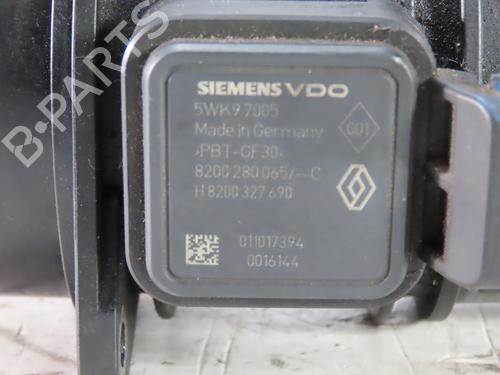 SIEMENS VDO
5WK9 7005
Made in Germany
001
>PBT-GF30<
8200 280 065/--C
H 8200 327 690
011017394
0016144
B-PARTS
B-PARTS